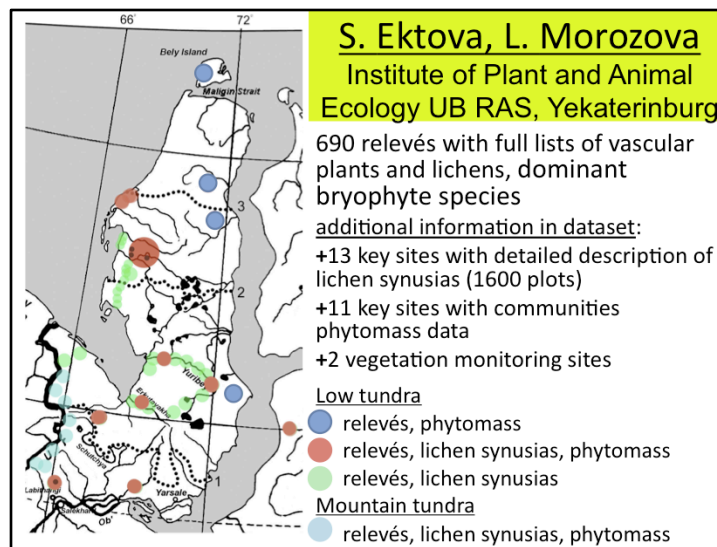 66
72
Bely Island
Maligin Strait
3
2
Yuribei
Erkutayakha
Schuchya
1
Labitnangi
Salekhard
Ob'
Yarsale
S. Ektova, L. Morozova
Institute of Plant and Animal
Ecology UB RAS, Yekaterinburg
690 relevés with full lists of vascular
plants and lichens, dominant
bryophyte species
additional information in dataset:
+13 key sites with detailed description of
lichen synusias (1600 plots)
+11 key sites with communities
phytomass data
+2 vegetation monitoring sites
Low tundra
relevés, phytomass
relevés, lichen synusias, phytomass
relevés, lichen synusias
Mountain tundra
relevés, lichen synusias, phytomass